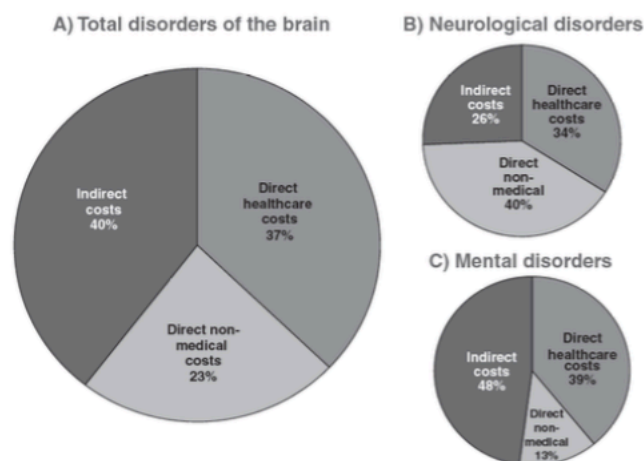 A) Total disorders of the brain
Indirect
costs
40%
Direct
healthcare
costs
37%
Direct non-
medical costs
23%
B) Neurological disorders
Indirect
costs
26%
Direct
healthcare
costs
34%
Direct
non-
medical
40%
C) Mental disorders
Indirect
costs
48%
Direct
healthcare
costs
39%
Direct
non-
medical
13%